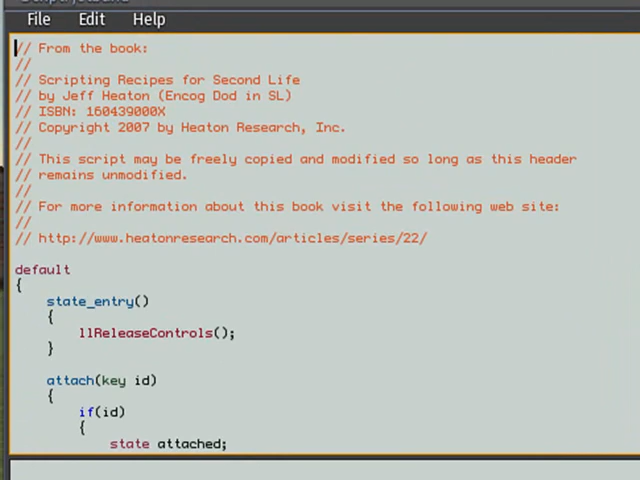 File Edit Help
// From the book:
//
// Scripting Recipes for Second Life
// by Jeff Heaton (Encog Dod in SL)
// ISBN: 160439000X
// Copyright 2007 by Heaton Research, Inc.
//
// This script may be freely copied and modified so long as this header
// remains unmodified.
//
// For more information about this book visit the following web site:
//
// http://www.heatonresearch.com/articles/series/22/
default
{
state_entry()
{
llReleaseControls();
}
attach(key id)
{
if(id)
{
state attached;